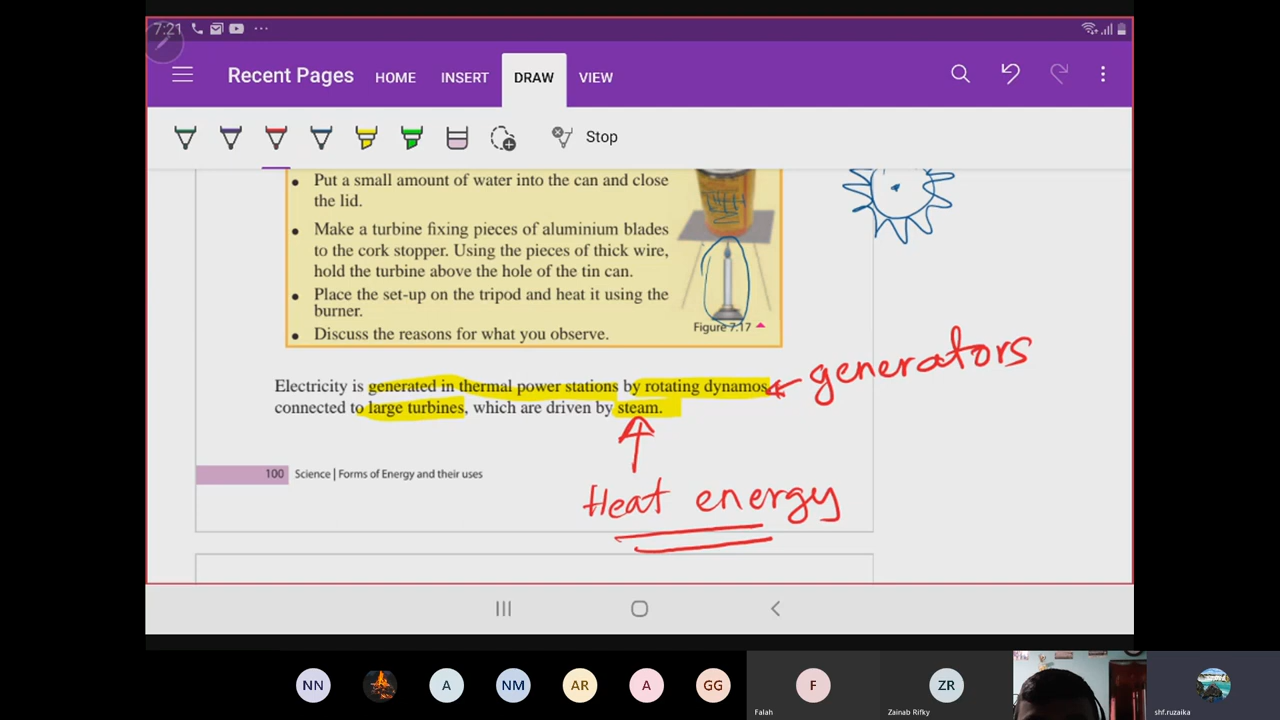 7:21
Recent Pages HOME INSERT DRAW VIEW
Stop
• Put a small amount of water into the can and close
the lid.
• Make a turbine fixing pieces of aluminium blades
to the cork stopper. Using the pieces of thick wire,
hold the turbine above the hole of the tin can.
• Place the set-up on the tripod and heat it using the
burner.
• Discuss the reasons for what you observe.
Figure 7.17
generators
Electricity is generated in thermal power stations by rotating dynamos
connected to large turbines, which are driven by steam.
100 Science | Forms of Energy and their uses
Heat energy
NN A NM AR A GG F ZR
Falah Zainab Rifky shf.ruzaika